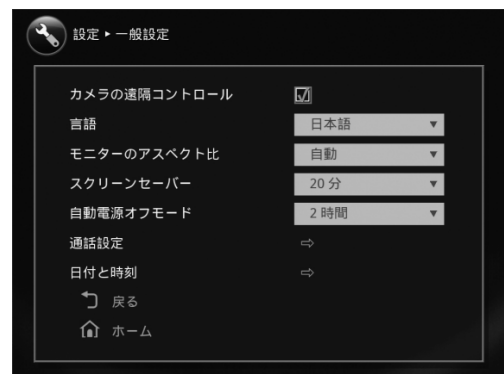 設定 ▸ 一般設定
カメラの遠隔コントロール ☑
言語 日本語 ▼
モニターのアスペクト比 自動 ▼
スクリーンセーバー 20 分 ▼
自動電源オフモード 2 時間 ▼
通話設定 ⇨
日付と時刻 ⇨
戻る
ホーム